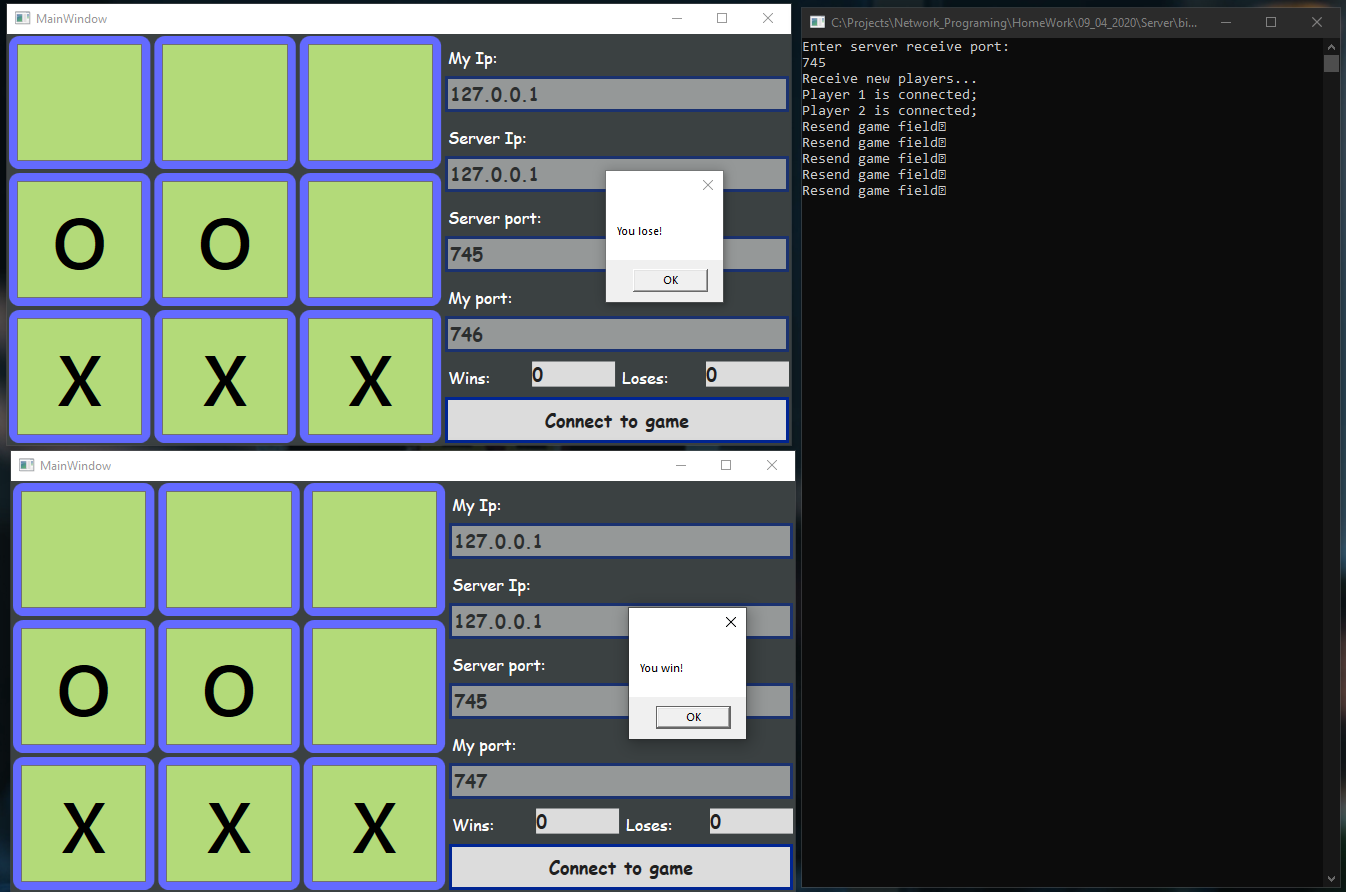 MainWindow
My Ip:
127.0.0.1
Server Ip:
127.0.0.1
Server port:
745
My port:
746
Wins: 0 Loses: 0
Connect to game
O O
X X X
You lose!
OK
MainWindow
My Ip:
127.0.0.1
Server Ip:
127.0.0.1
Server port:
745
My port:
747
Wins: 0 Loses: 0
Connect to game
O O
X X X
You win!
OK
C:\Projects\Network_Programing\HomeWork\09_04_2020\Server\bi...
Enter server receive port:
745
Receive new players...
Player 1 is connected;
Player 2 is connected;
Resend game field
Resend game field
Resend game field
Resend game field
Resend game field